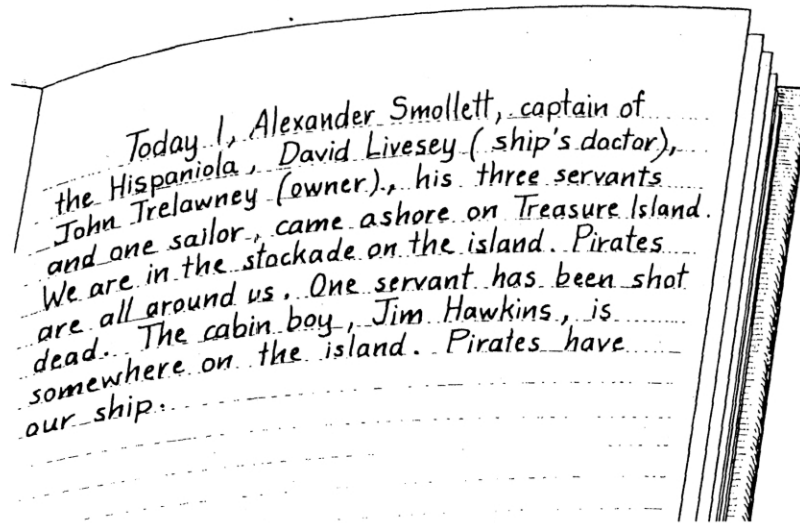 Today I, Alexander Smollett, captain of
the Hispaniola, David Livesey (ship's doctor),
John Trelawney (owner), his three servants
and one sailor, came ashore on Treasure Island.
We are in the stockade on the island. Pirates
are all around us. One servant has been shot
dead. The cabin boy, Jim Hawkins, is
somewhere on the island. Pirates have
our ship.